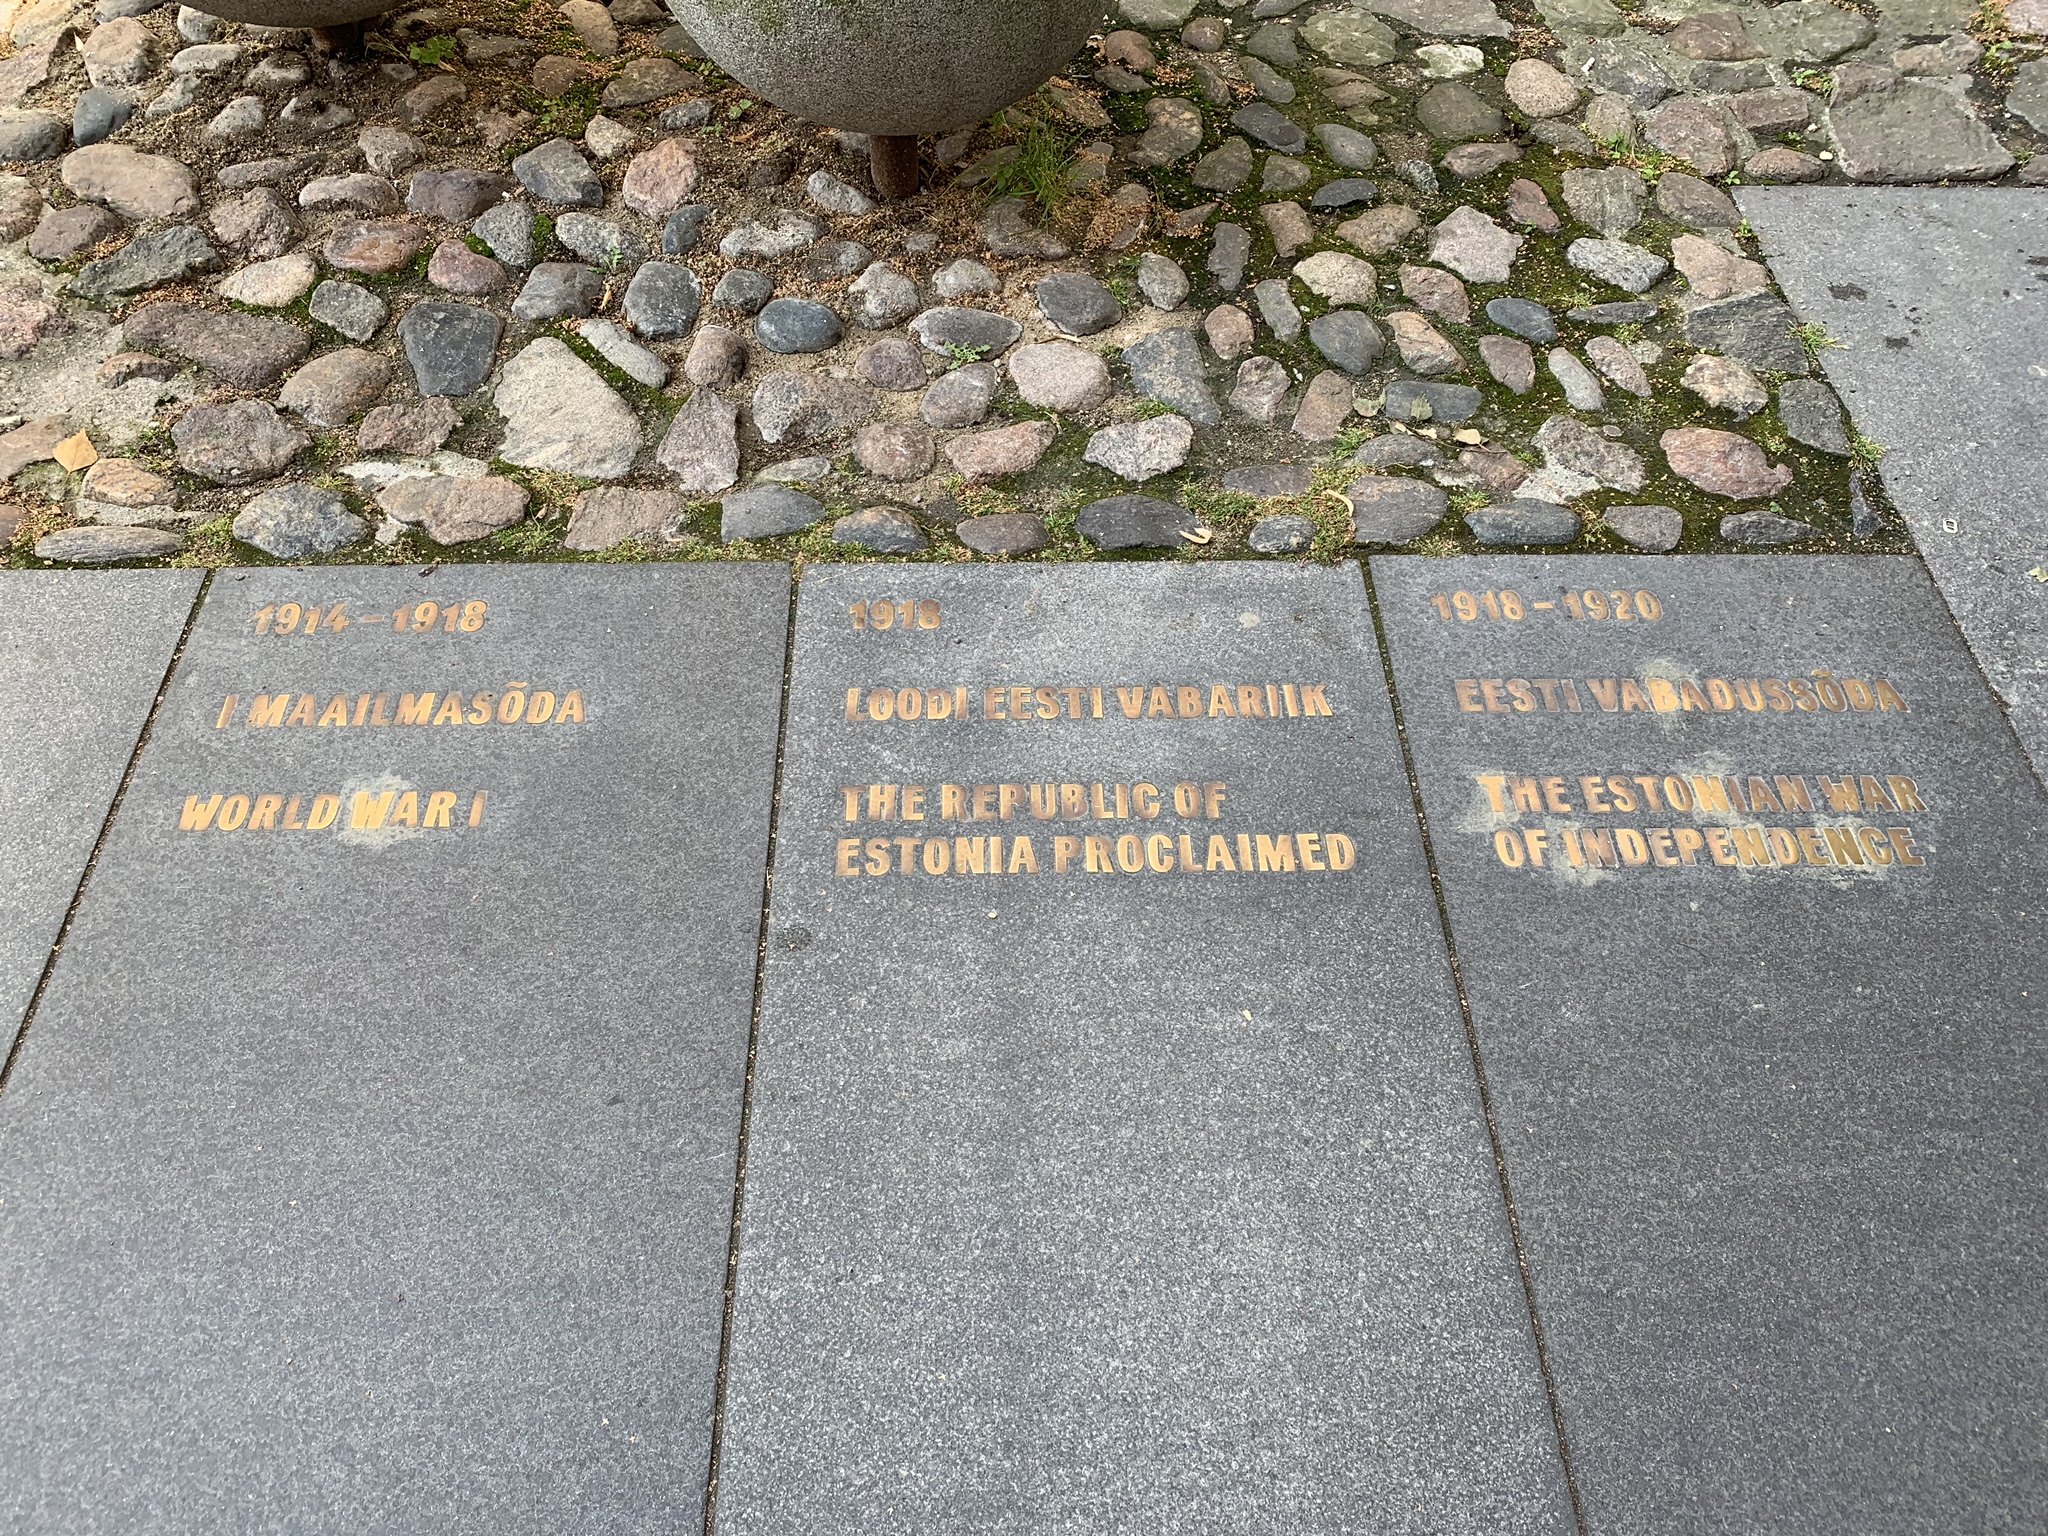 1914 – 1918
I MAAILMASÕDA
WORLD WAR I
1918
LOODI EESTI VABARIIK
THE REPUBLIC OF
ESTONIA PROCLAIMED
1918 – 1920
EESTI VABADUSSÕDA
THE ESTONIAN WAR
OF INDEPENDENCE